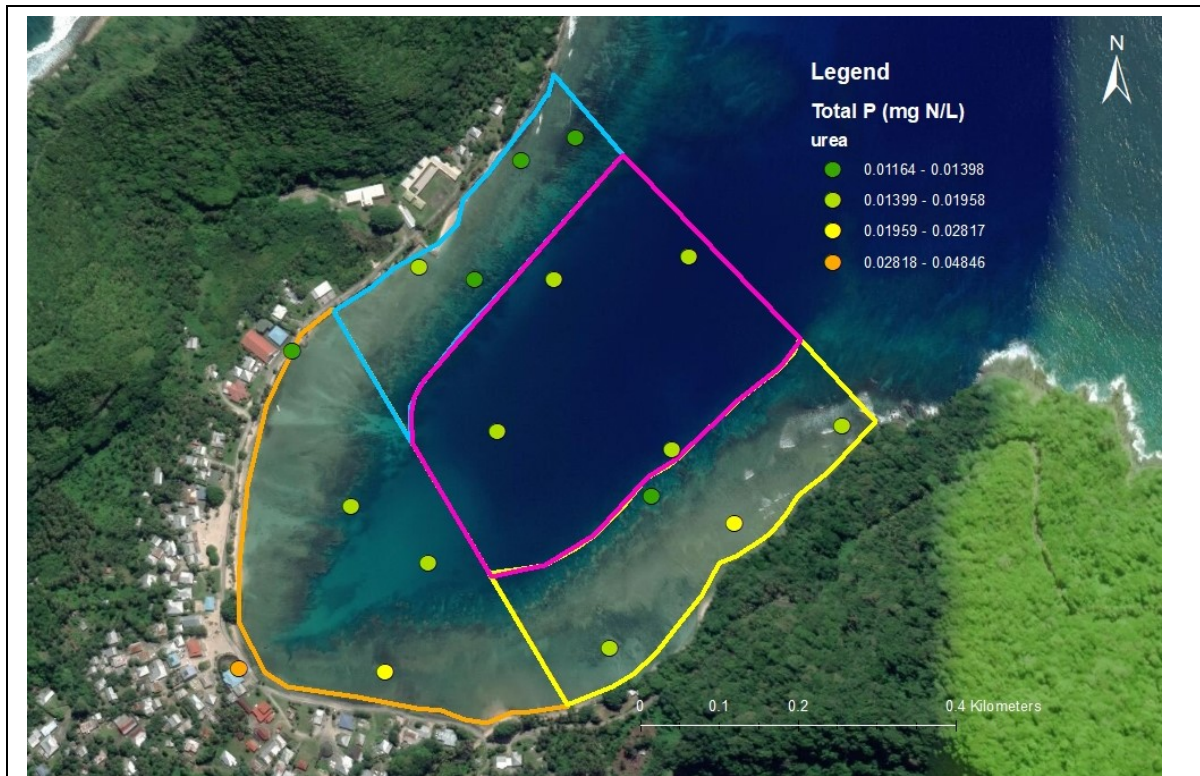 N
Legend
Total P (mg N/L)
urea
0.01164 - 0.01398
0.01399 - 0.01958
0.01959 - 0.02817
0.02818 - 0.04846
0 0.1 0.2 0.4 Kilometers